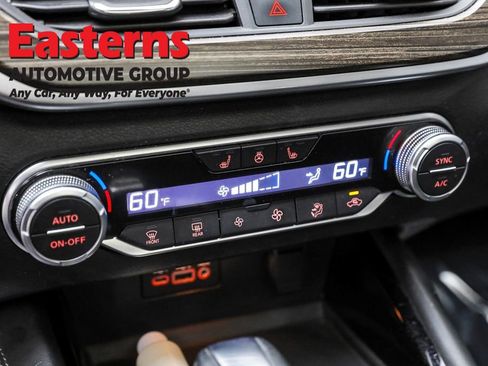 Easterns
AUTOMOTIVE GROUP
Any Car, Any Way, For Everyone®
60°F
60°F
AUTO
ON-OFF
FRONT
REAR
SYNC
A/C